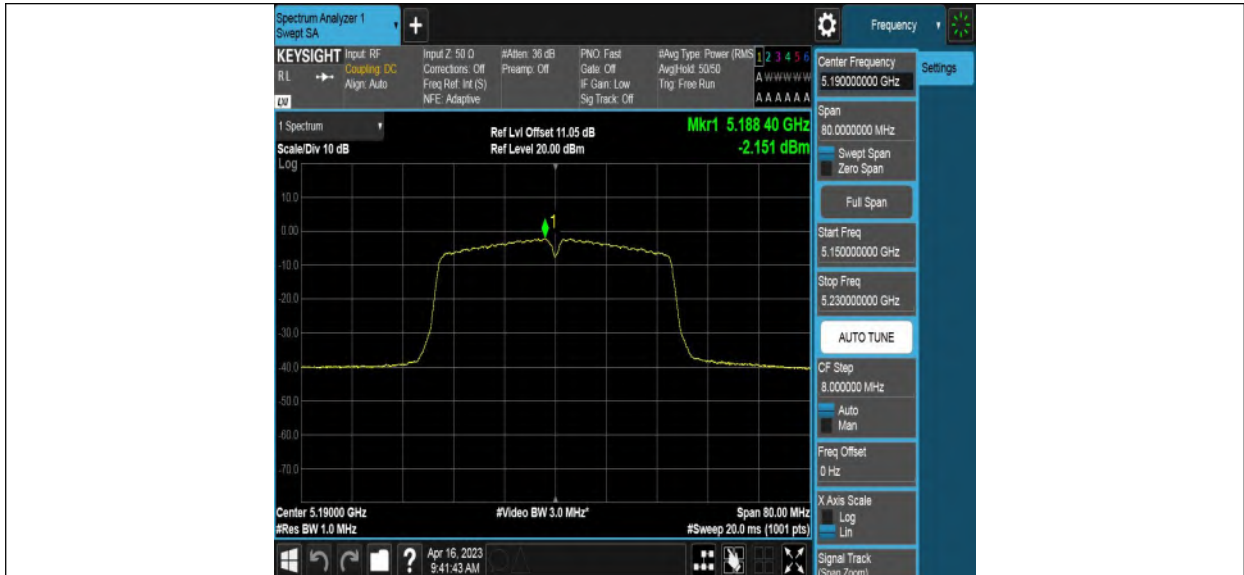 Spectrum Analyzer 1
Swept SA
+
Frequency
KEYSIGHT
RL
LXI
Input: RF
Coupling: DC
Align: Auto
Input Z: 50 Ω
Corrections: Off
Freq Ref: Int (S)
NFE: Adaptive
#Atten: 36 dB
Preamp: Off
PNO: Fast
Gate: Off
IF Gain: Low
Sig Track: Off
#Avg Type: Power (RMS
Avg|Hold: 50/50
Trig: Free Run
1 2 3 4 5 6
A W W W W W
A A A A A A
1 Spectrum
Scale/Div 10 dB
Log
Ref Lvl Offset 11.05 dB
Ref Level 20.00 dBm
Mkr1 5.188 40 GHz
-2.151 dBm
10.0
0.00
-10.0
-20.0
-30.0
-40.0
-50.0
-60.0
-70.0
1
Center 5.19000 GHz
#Res BW 1.0 MHz
#Video BW 3.0 MHz*
Span 80.00 MHz
#Sweep 20.0 ms (1001 pts)
?
Apr 16, 2023
9:41:43 AM
Center Frequency
5.190000000 GHz
Span
80.0000000 MHz
Swept Span
Zero Span
Full Span
Start Freq
5.150000000 GHz
Stop Freq
5.230000000 GHz
AUTO TUNE
CF Step
8.000000 MHz
Auto
Man
Freq Offset
0 Hz
X Axis Scale
Log
Lin
Signal Track
(Span Zoom)
Settings